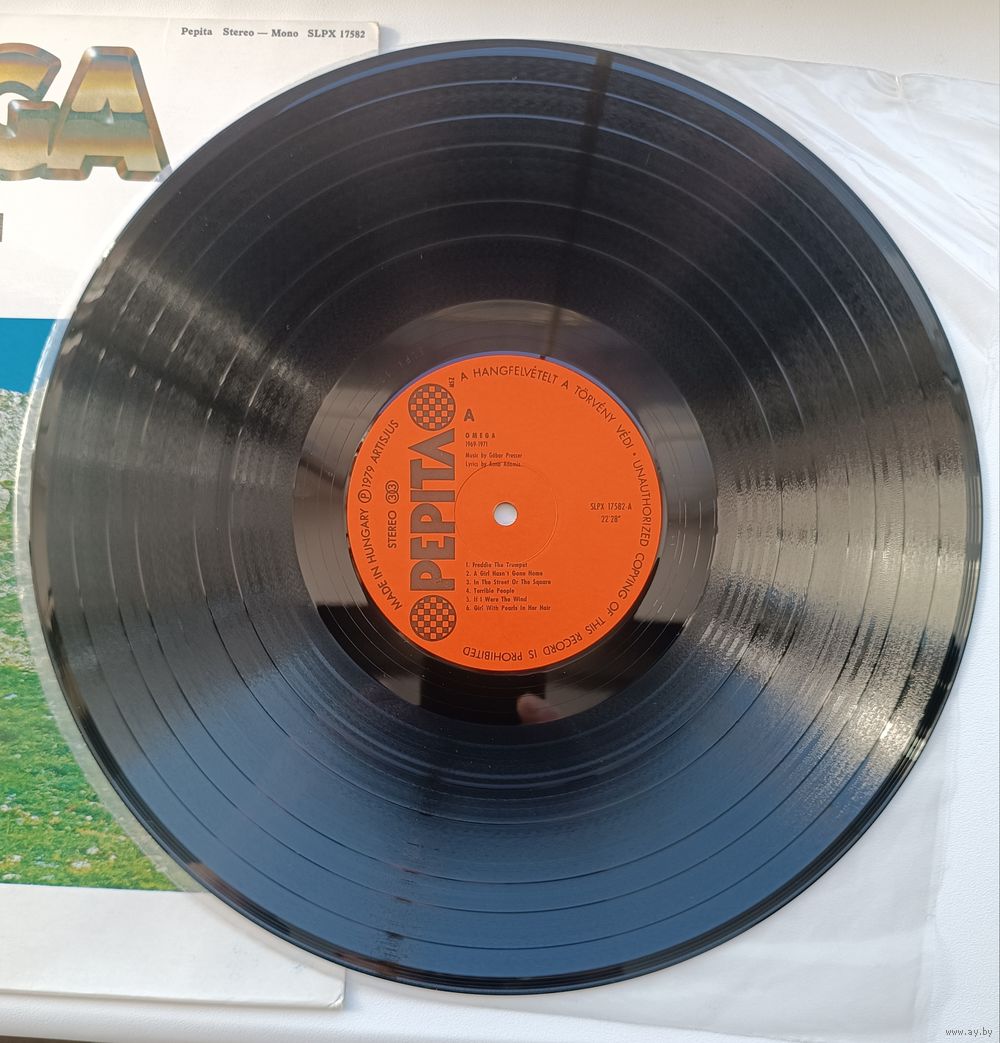 Pepita Stereo — Mono SLPX 17582
GA
A HANGFELVÉTELT A TÖRVÉNY VÉDI • UNAUTHORIZED COPYING OF THIS RECORD IS PROHIBITED
MADE IN HUNGARY Ⓟ 1979 ARTISJUS
STEREO 33
PEPITA
A
OMEGA
1969-1971
Music by Gábor Presser
Lyrics by Anna Adamis
SLPX 17582-A
22'28"
1. Freddie The Trumpet
2. A Girl Hasn't Gone Home
3. In The Street Or The Square
4. Terrible People
5. If I Were The Wind
6. Girl With Pearls In Her Hair
www.ay.by